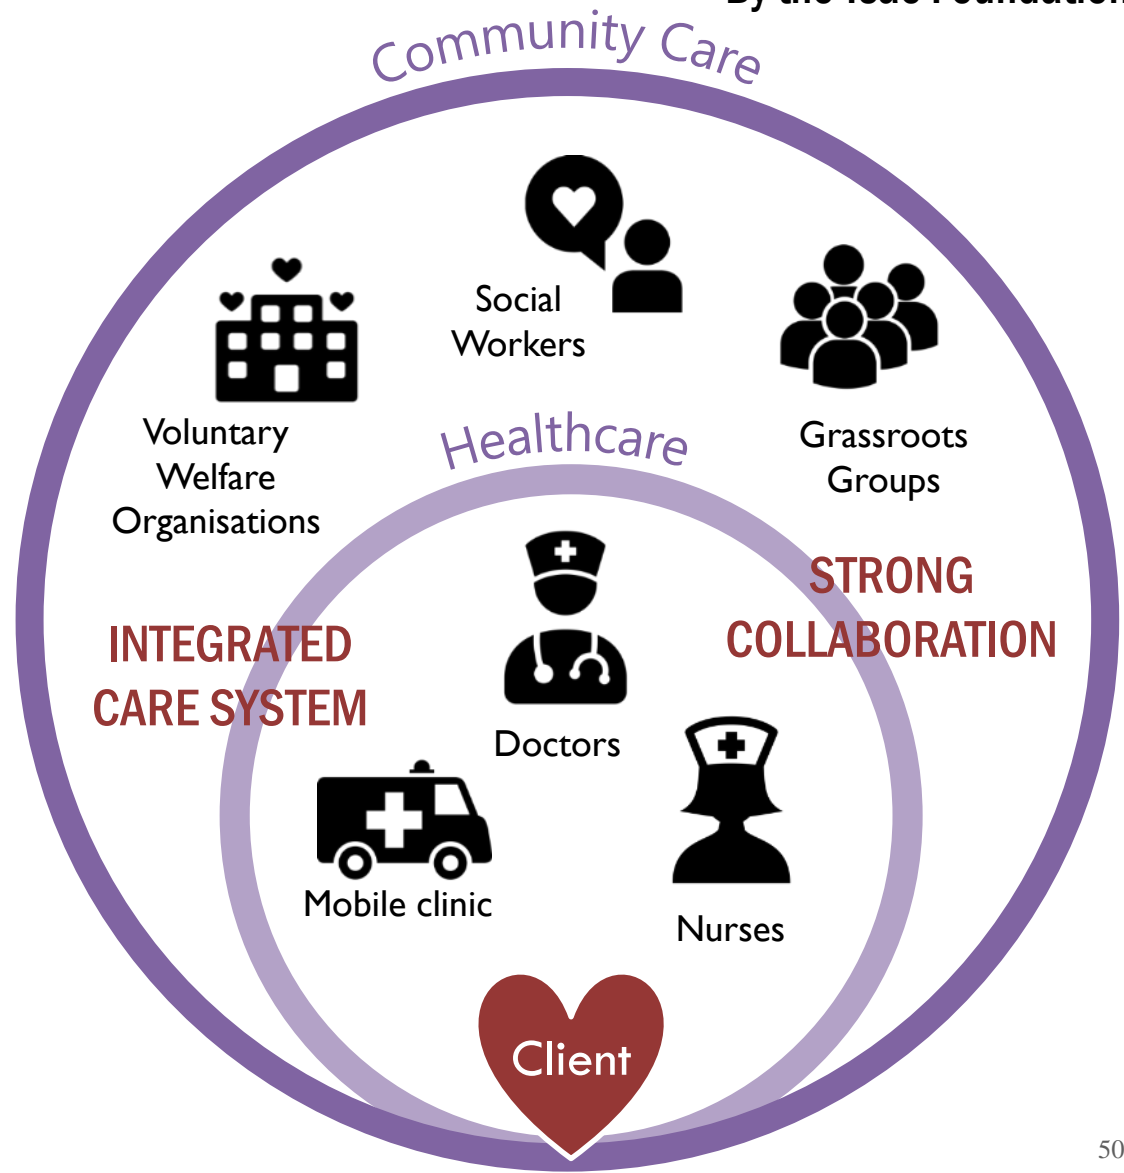 Community Care
Social
Workers
Voluntary
Welfare
Organisations
Grassroots
Groups
Healthcare
STRONG
COLLABORATION
INTEGRATED
CARE SYSTEM
Doctors
Mobile clinic
Nurses
Client
50